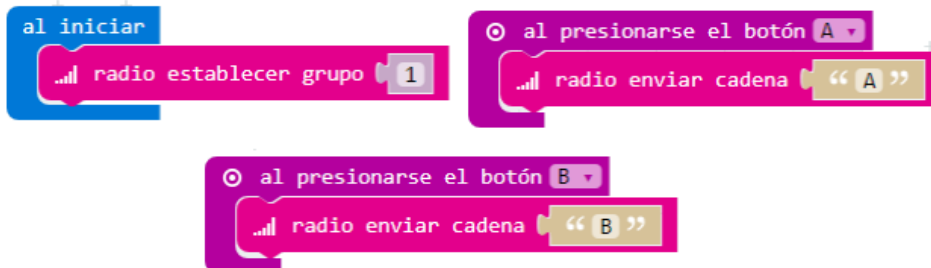 al iniciar
radio establecer grupo 1
al presionarse el botón A
radio enviar cadena “ A ”
al presionarse el botón B
radio enviar cadena “ B ”